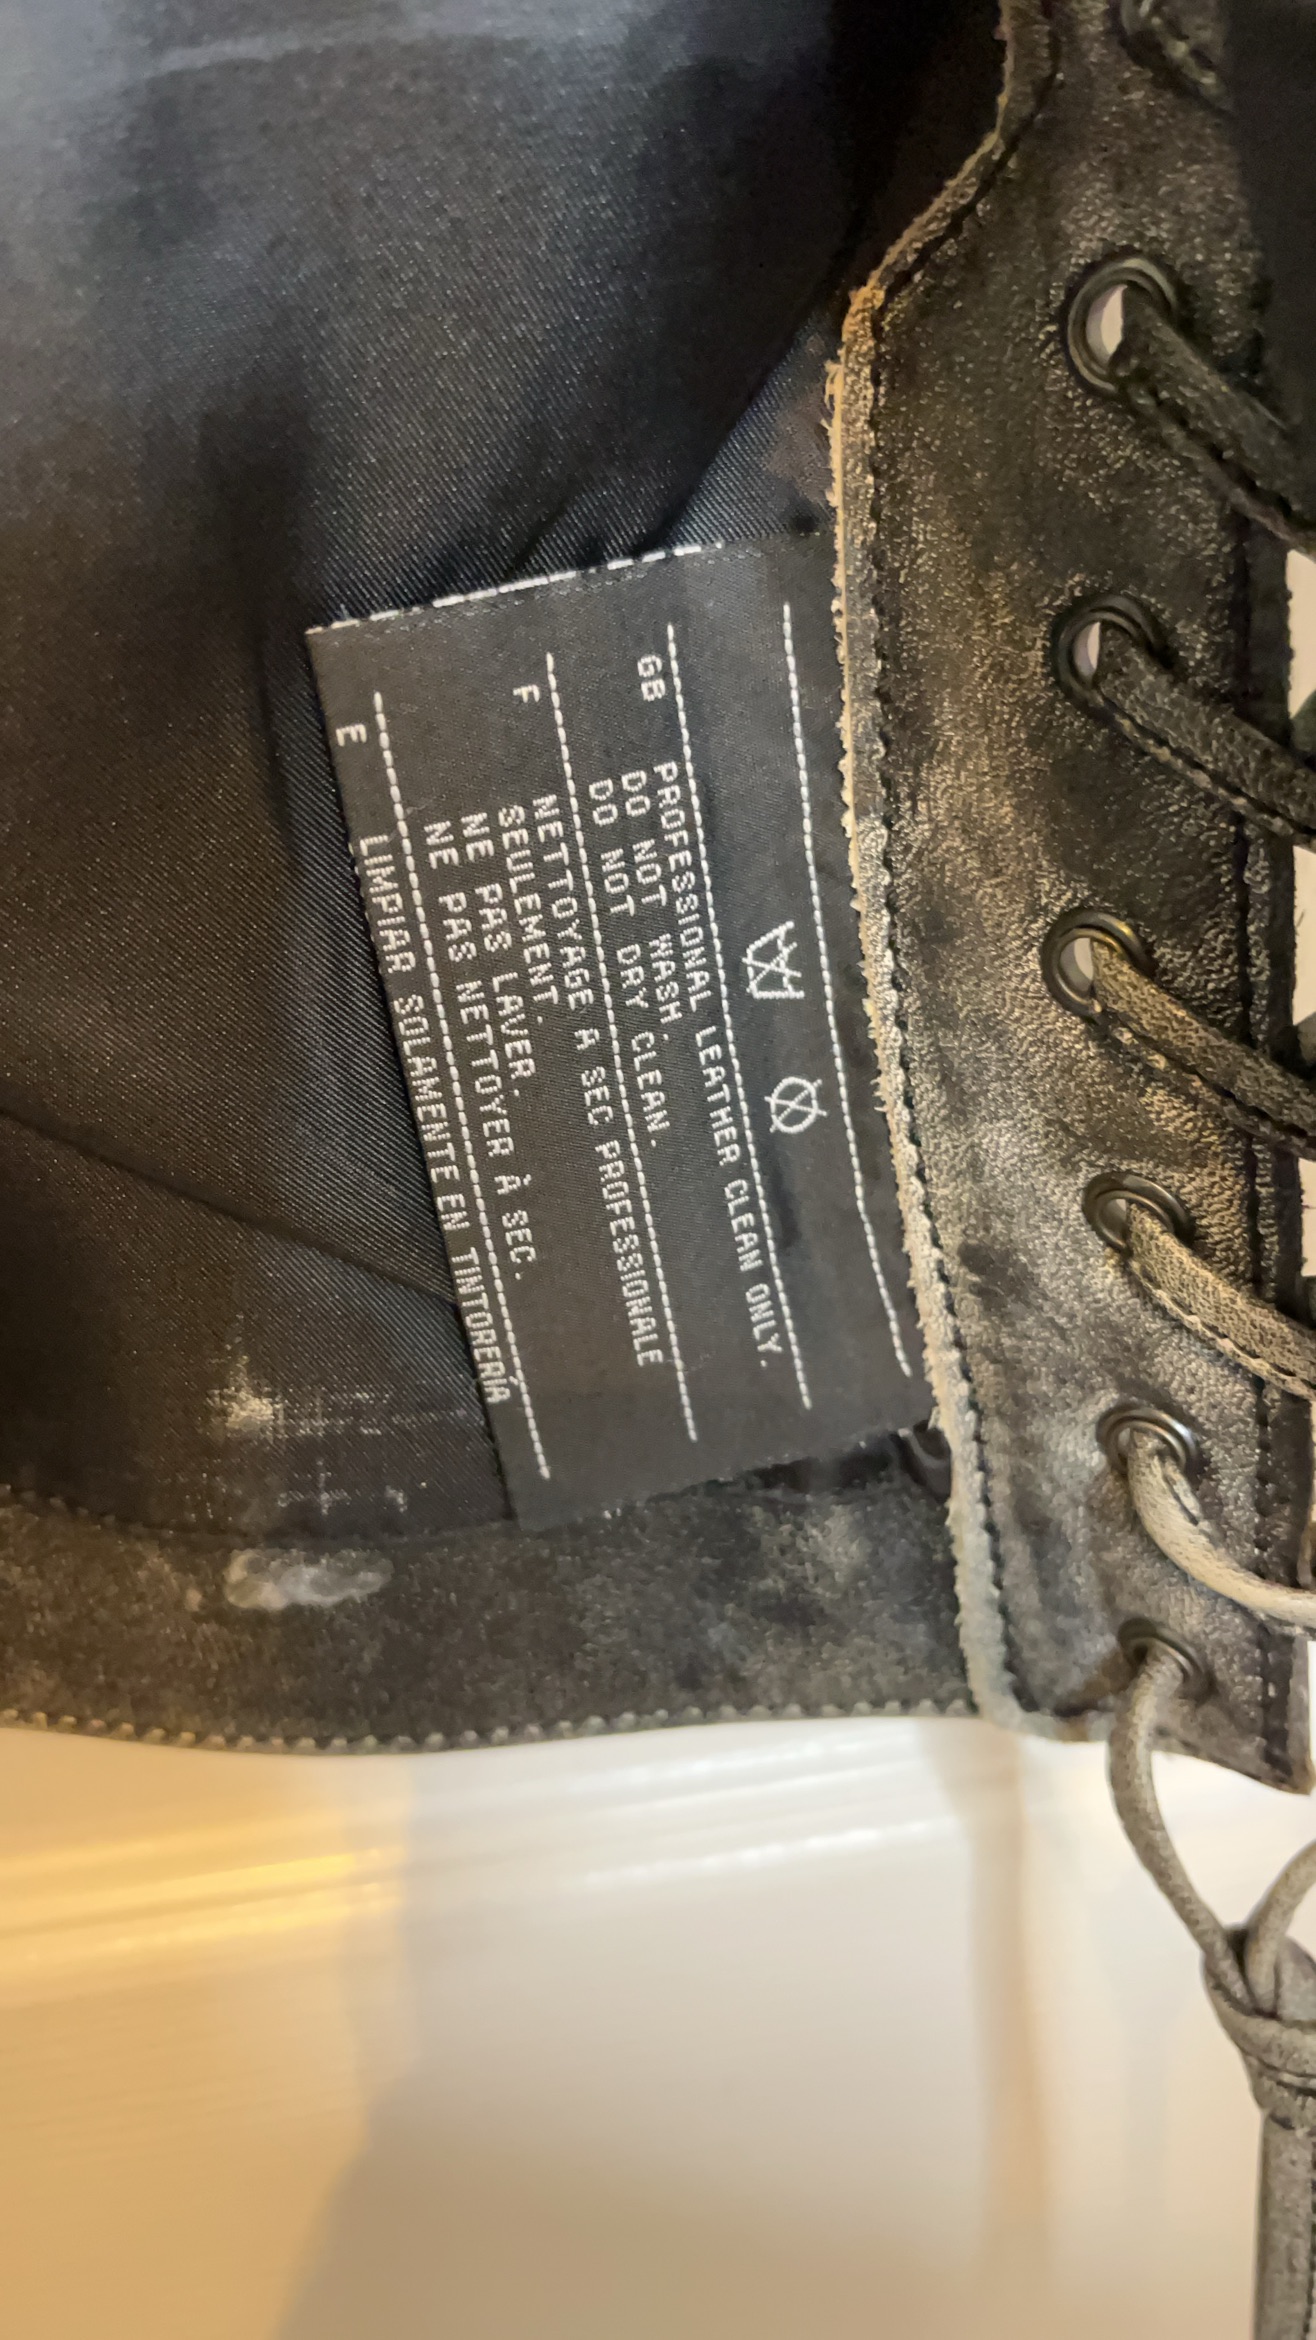 GB PROFESSIONAL LEATHER CLEAN ONLY.
DO NOT WASH.
DO NOT DRY CLEAN.
F NETTOYAGE A SEC PROFESSIONALE
SEULEMENT.
NE PAS LAVER.
NE PAS NETTOYER À SEC.
E LIMPIAR SOLAMENTE EN TINTORERÍA